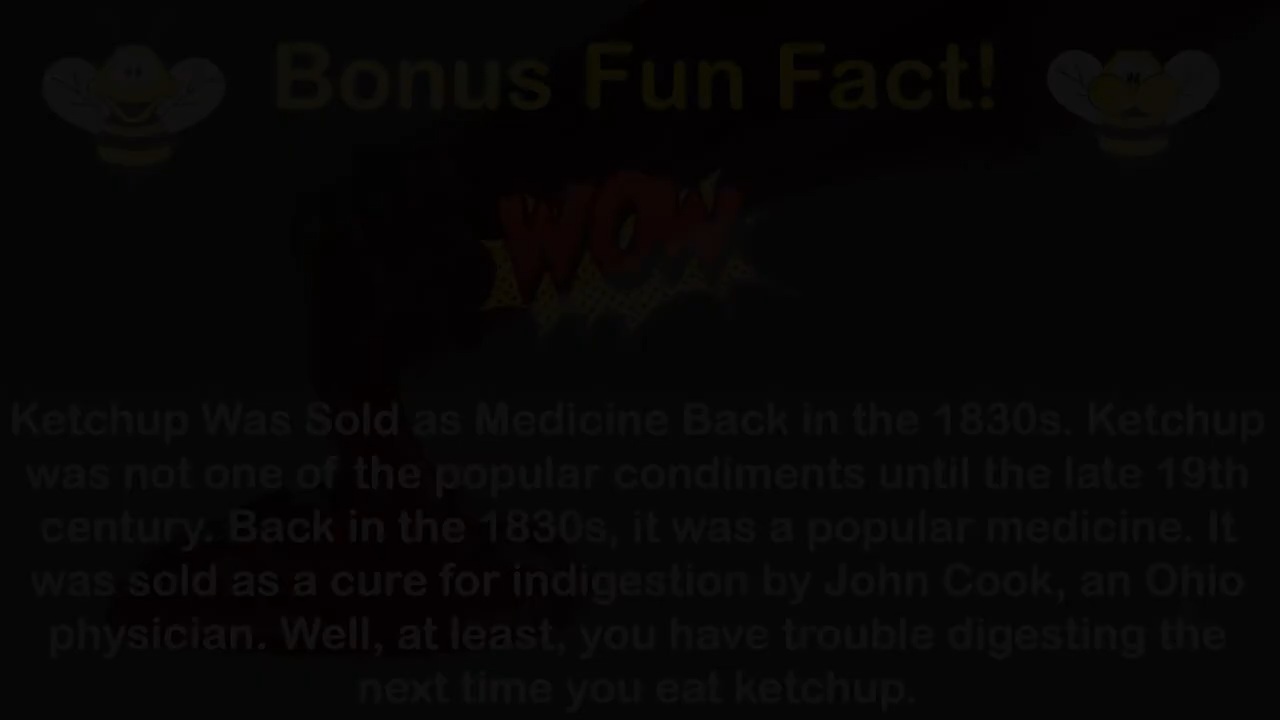 Bonus Fun Fact!
WOW
Ketchup Was Sold as Medicine Back in the 1830s. Ketchup
was not one of the popular condiments until the late 19th
century. Back in the 1830s, it was a popular medicine. It
was sold as a cure for indigestion by John Cook, an Ohio
physician. Well, at least, you have trouble digesting the
next time you eat ketchup.